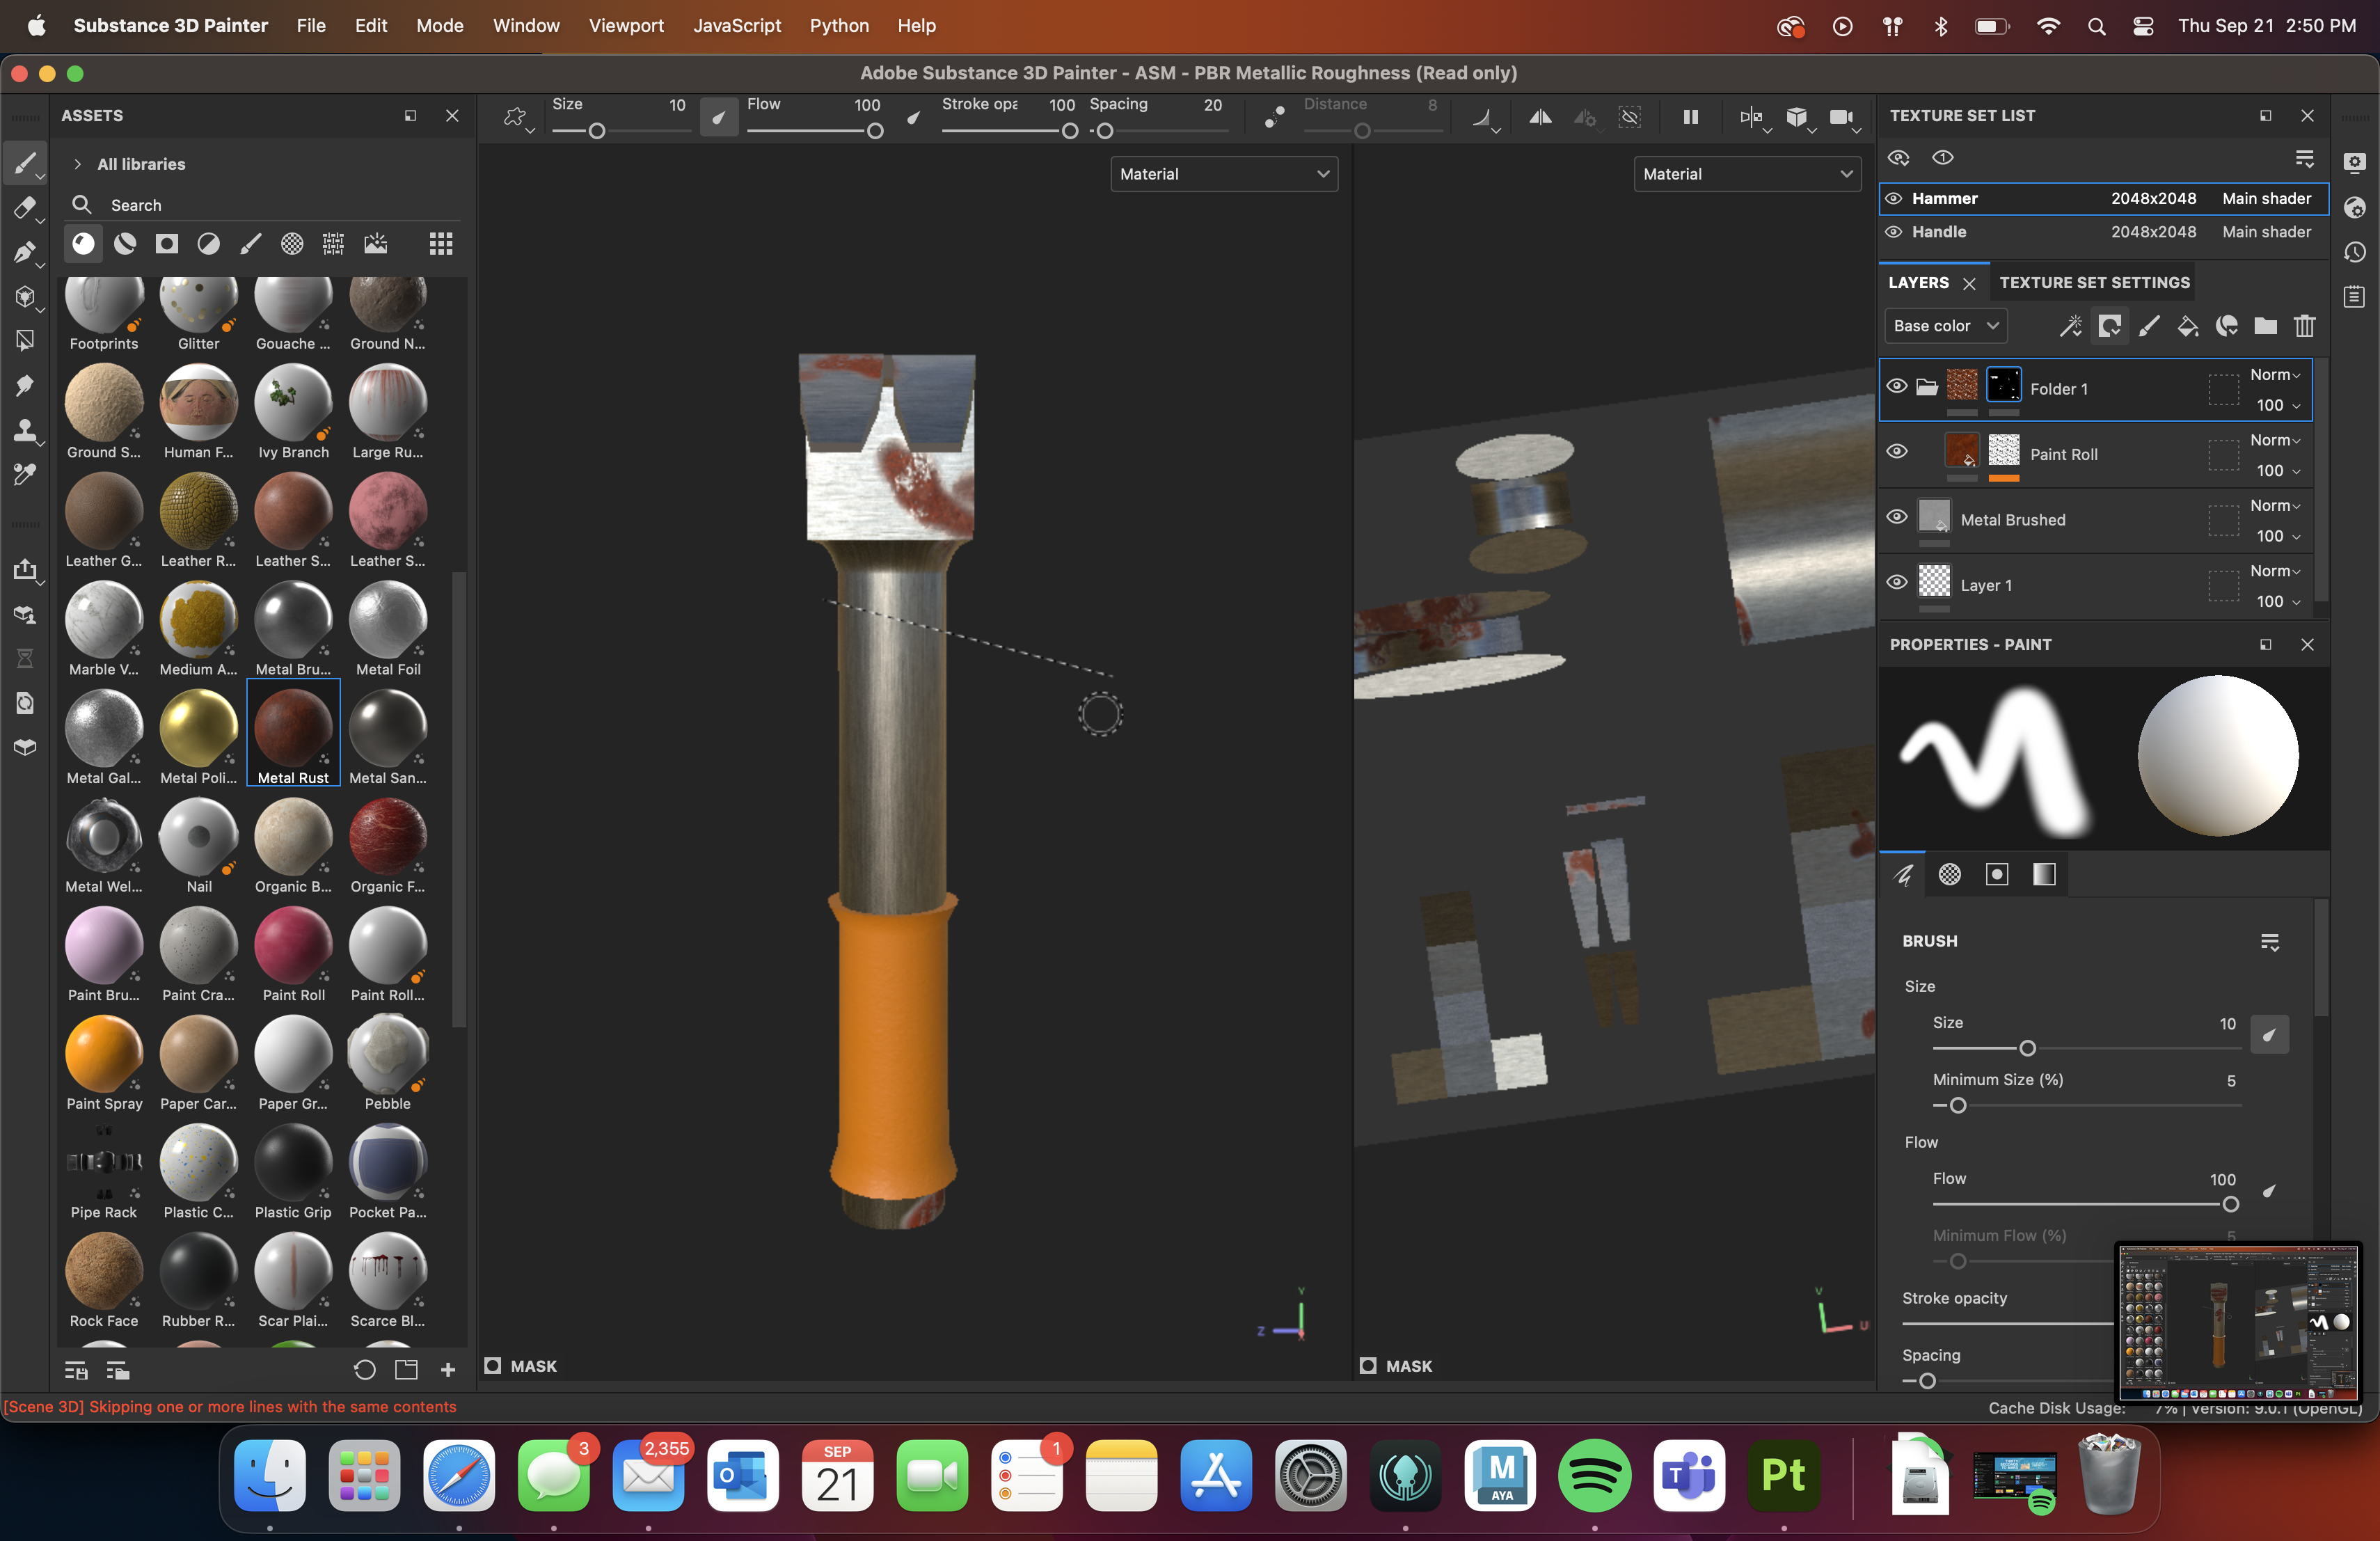 Substance 3D Painter File Edit Mode Window Viewport JavaScript Python Help
Thu Sep 21 2:50 PM
Adobe Substance 3D Painter - ASM - PBR Metallic Roughness (Read only)
ASSETS
Size 10 Flow 100 Stroke opa 100 Spacing 20 Distance 8
TEXTURE SET LIST
All libraries
Search
Material
Material
Hammer 2048x2048 Main shader
Handle 2048x2048 Main shader
LAYERS TEXTURE SET SETTINGS
Base color
Folder 1 Norm 100
Paint Roll Norm 100
Metal Brushed Norm 100
Layer 1 Norm 100
Footprints Glitter Gouache ... Ground N...
Ground S... Human F... Ivy Branch Large Ru...
Leather G... Leather R... Leather S... Leather S...
Marble V... Medium A... Metal Bru... Metal Foil
Metal Gal... Metal Poli... Metal Rust Metal San...
Metal Wel... Nail Organic B... Organic F...
Paint Bru... Paint Cra... Paint Roll Paint Roll...
Paint Spray Paper Car... Paper Gr... Pebble
Pipe Rack Plastic C... Plastic Grip Pocket Pa...
Rock Face Rubber R... Scar Plai... Scarce Bl...
PROPERTIES - PAINT
BRUSH
Size
Size 10
Minimum Size (%) 5
Flow
Flow 100
Minimum Flow (%) 5
Stroke opacity
Spacing
Y
Z
V
U
MASK
MASK
[Scene 3D] Skipping one or more lines with the same contents
Cache Disk Usage: 7% | Version: 9.0.1 (OpenGL)
3
2,355
SEP
21
1
M
AYA
Pt